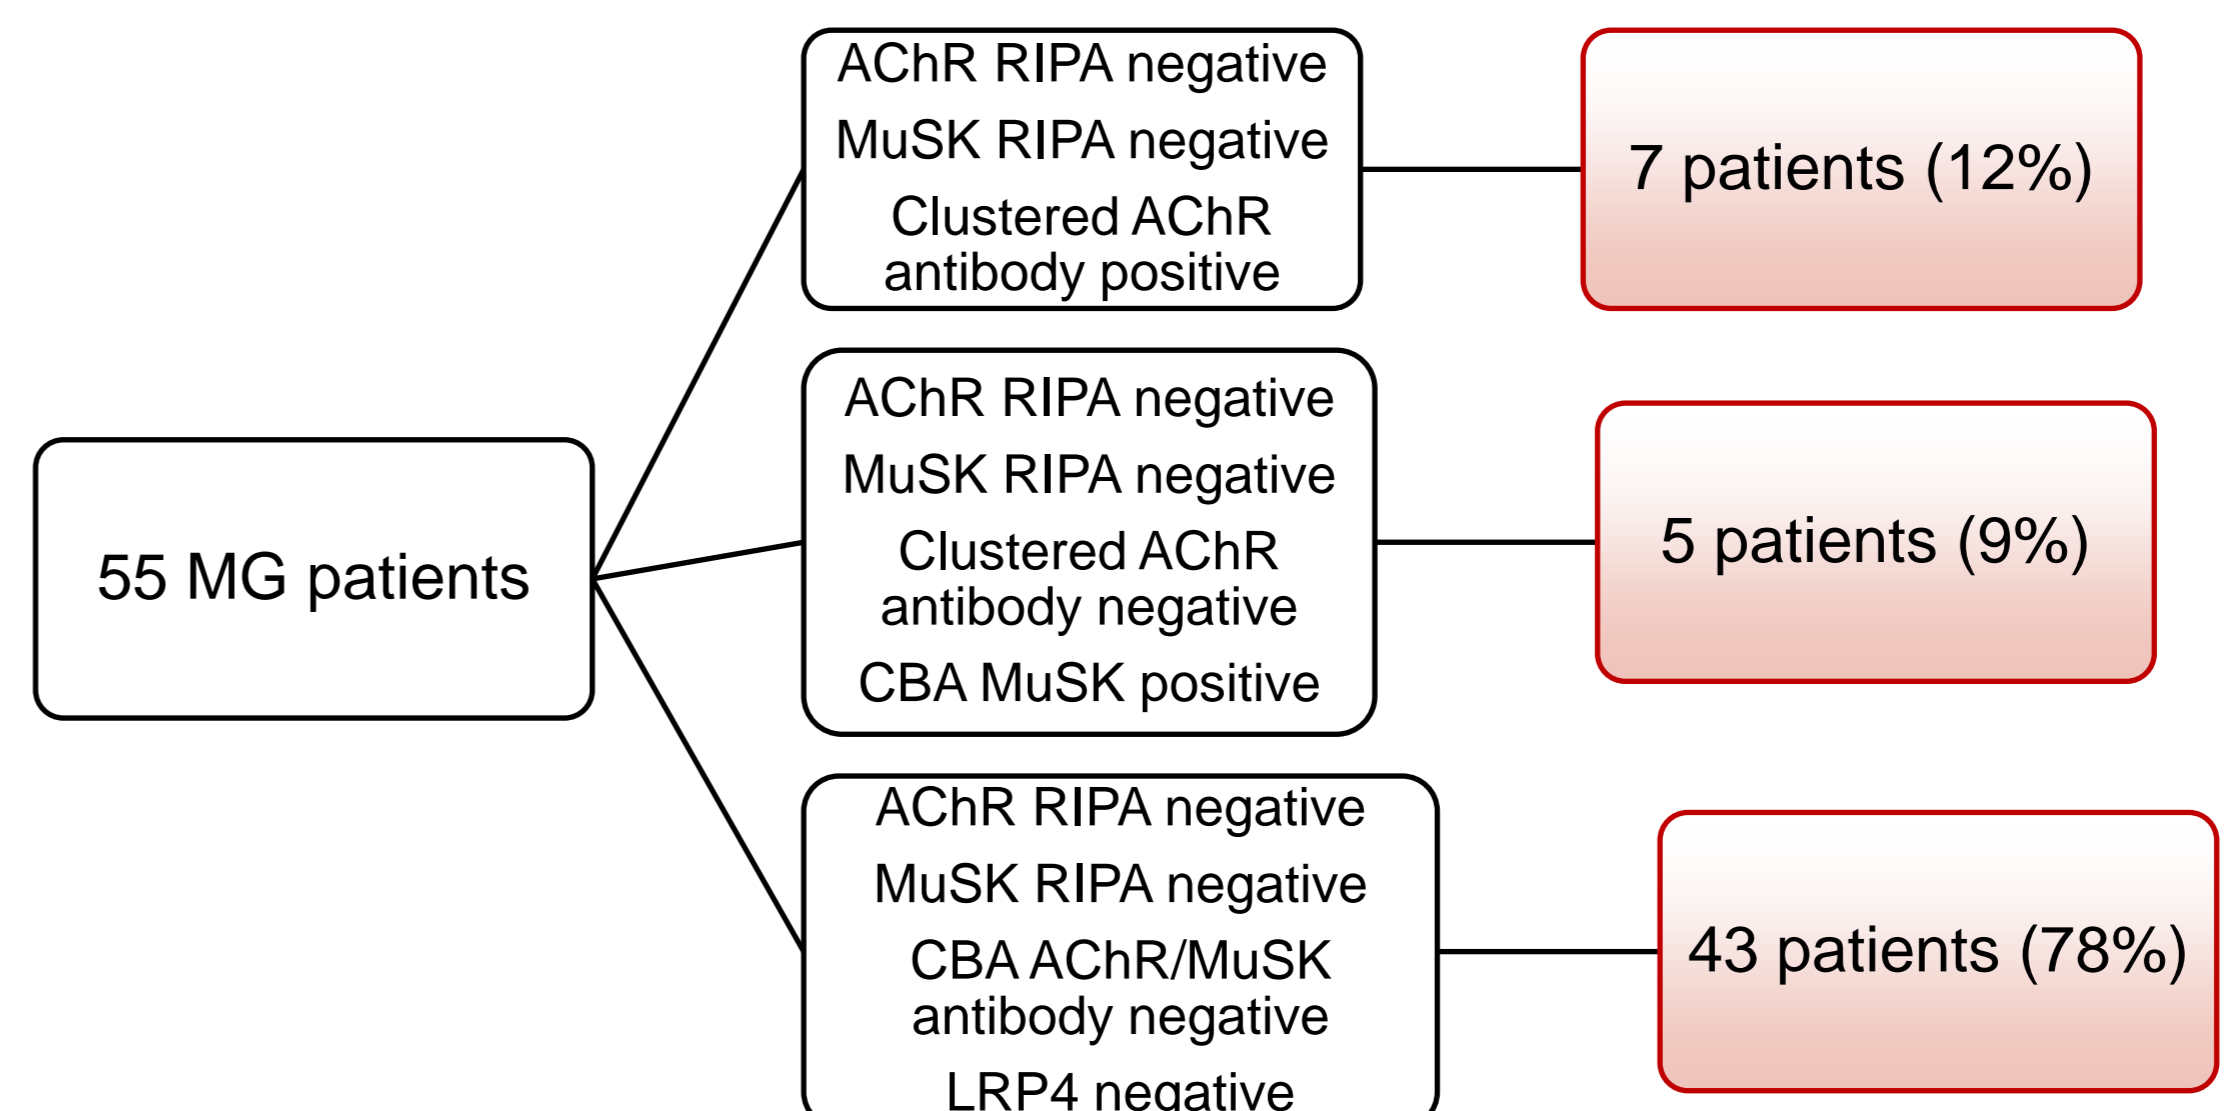 55 MG patients
AChR RIPA negative
MuSK RIPA negative
Clustered AChR
antibody positive
7 patients (12%)
AChR RIPA negative
MuSK RIPA negative
Clustered AChR
antibody negative
CBA MuSK positive
5 patients (9%)
AChR RIPA negative
MuSK RIPA negative
CBA AChR/MuSK
antibody negative
LRP4 negative
43 patients (78%)